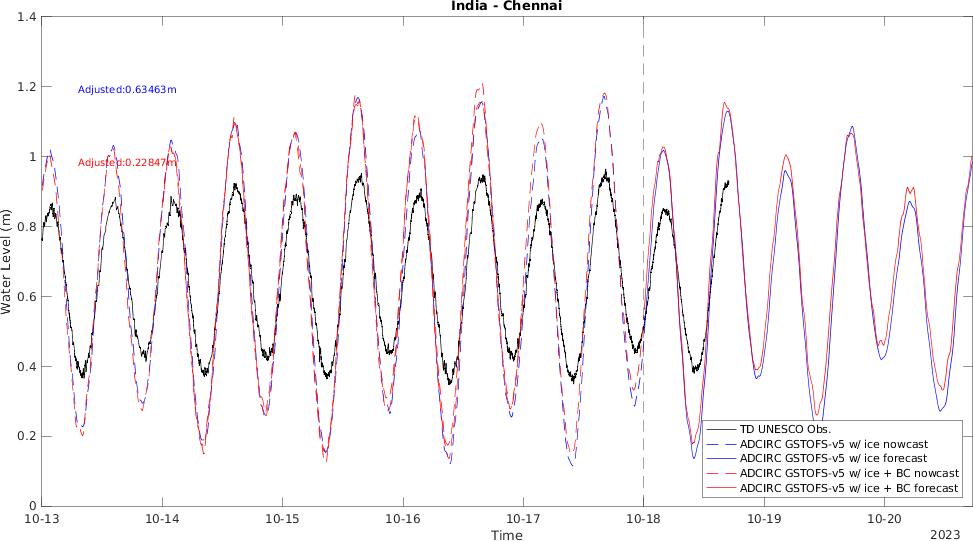 India - Chennai
1.4
1.2
1
0.8
0.6
0.4
0.2
0
Water Level (m)
Adjusted:0.63463m
Adjusted:0.22847m
TD UNESCO Obs.
ADCIRC GSTOFS-v5 w/ ice nowcast
ADCIRC GSTOFS-v5 w/ ice forecast
ADCIRC GSTOFS-v5 w/ ice + BC nowcast
ADCIRC GSTOFS-v5 w/ ice + BC forecast
10-13 10-14 10-15 10-16 10-17 10-18 10-19 10-20
Time
2023